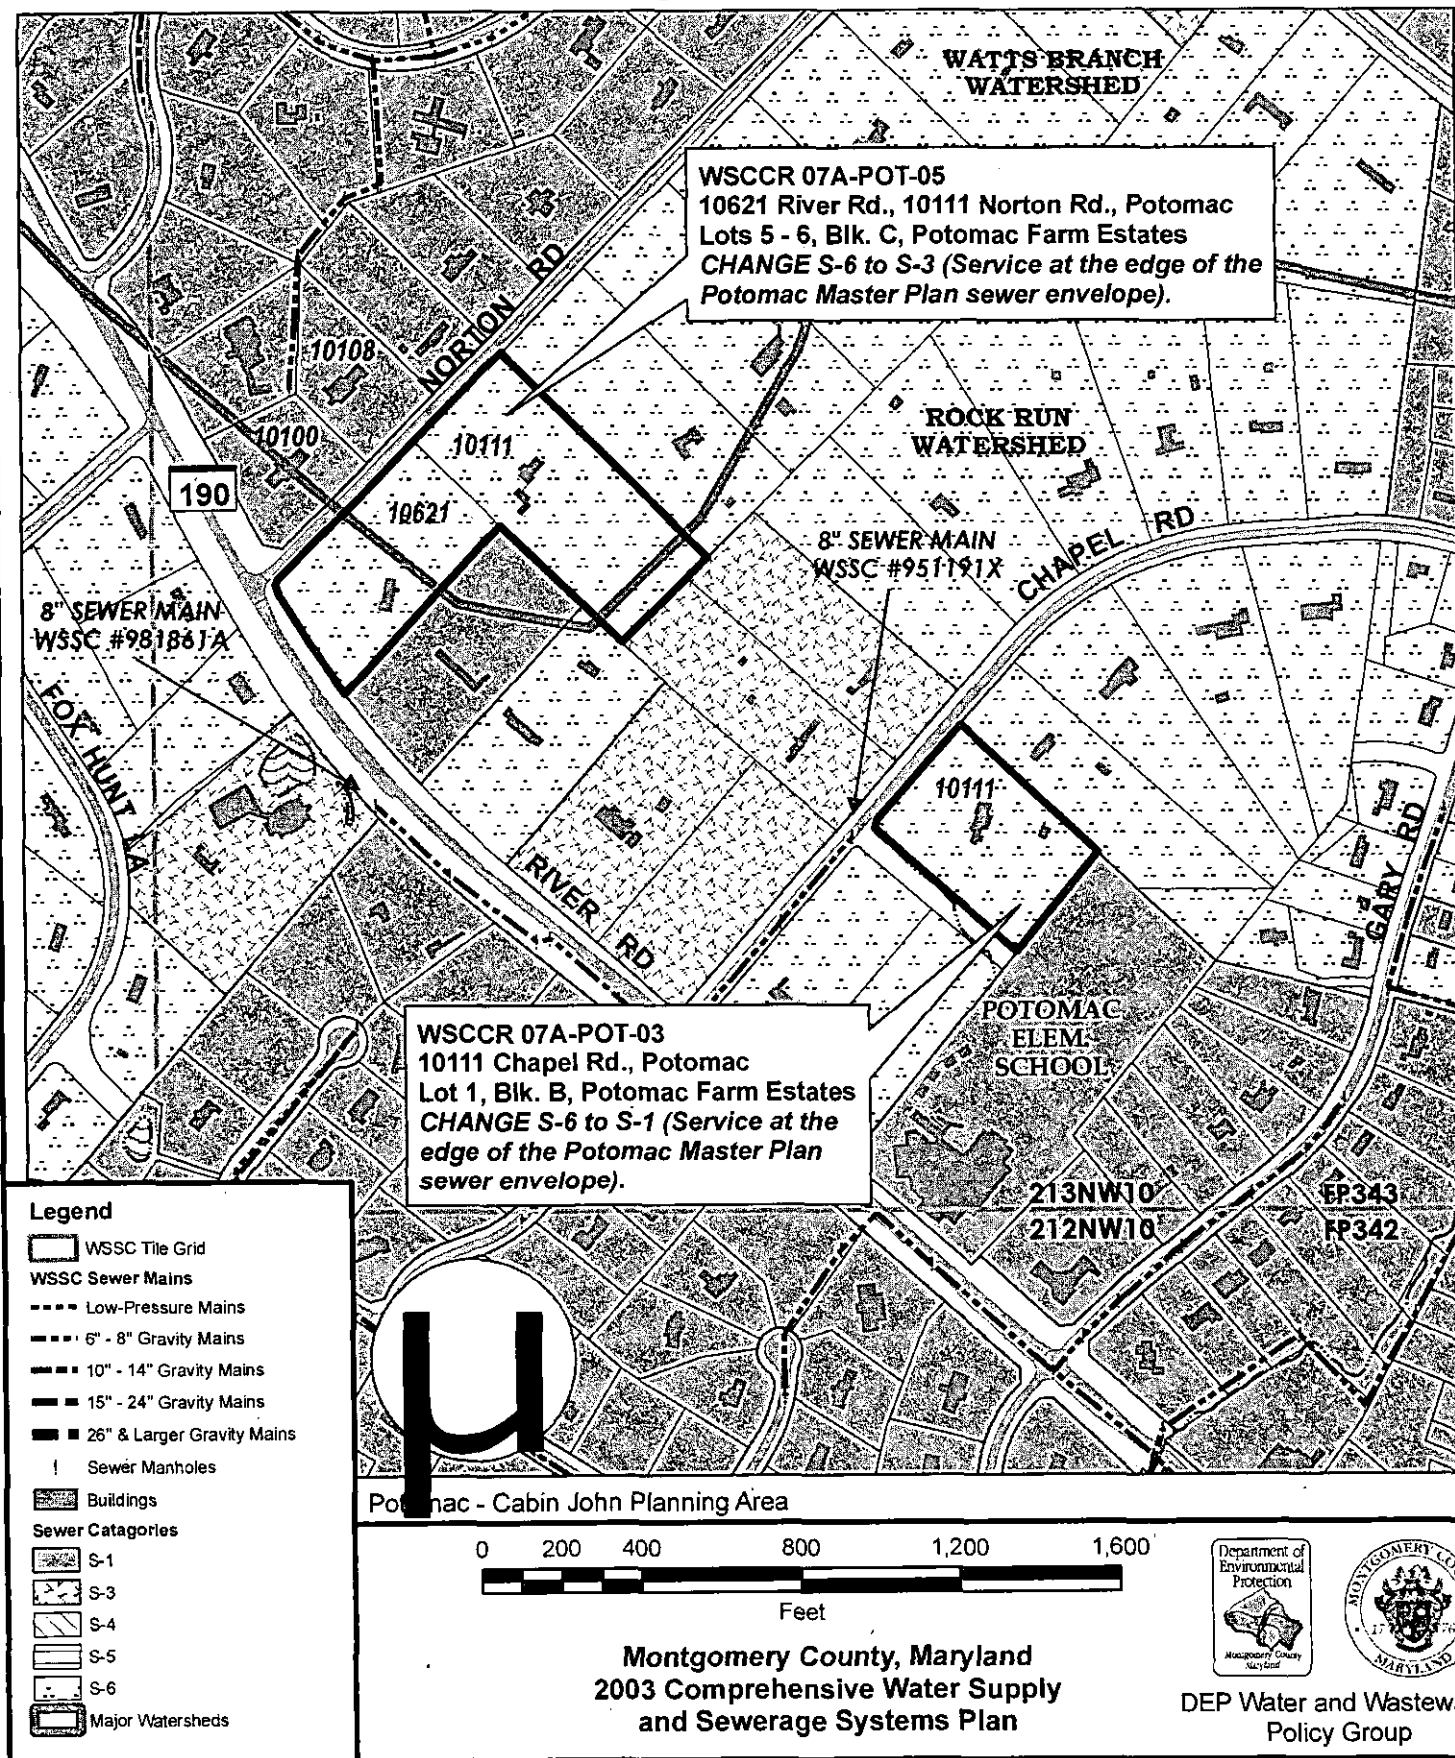 WATTS BRANCH
WATERSHED
WSCCR 07A-POT-05
10621 River Rd., 10111 Norton Rd., Potomac
Lots 5 - 6, Blk. C, Potomac Farm Estates
CHANGE S-6 to S-3 (Service at the edge of the
Potomac Master Plan sewer envelope).
NORTON RD
10108
10100
10111
10621
190
ROCK RUN
WATERSHED
8" SEWER MAIN
WSSC #951191X
CHAPEL RD
8" SEWER MAIN
WSSC #981861A
FOX HUNT LA
10111
GARY RD
RIVER RD
POTOMAC
ELEM.
SCHOOL
WSCCR 07A-POT-03
10111 Chapel Rd., Potomac
Lot 1, Blk. B, Potomac Farm Estates
CHANGE S-6 to S-1 (Service at the
edge of the Potomac Master Plan
sewer envelope).
213NW10
212NW10
FP343
FP342
Legend
WSSC Tile Grid
WSSC Sewer Mains
Low-Pressure Mains
6" - 8" Gravity Mains
10" - 14" Gravity Mains
15" - 24" Gravity Mains
26" & Larger Gravity Mains
! Sewer Manholes
Buildings
Sewer Catagories
S-1
S-3
S-4
S-5
S-6
Major Watersheds
µ
Potomac - Cabin John Planning Area
0 200 400 800 1,200 1,600
Feet
Montgomery County, Maryland
2003 Comprehensive Water Supply
and Sewerage Systems Plan
Department of
Environmental
Protection
Montgomery County
Maryland
MONTGOMERY CO
17 76
MARYLAND
DEP Water and Wastew
Policy Group